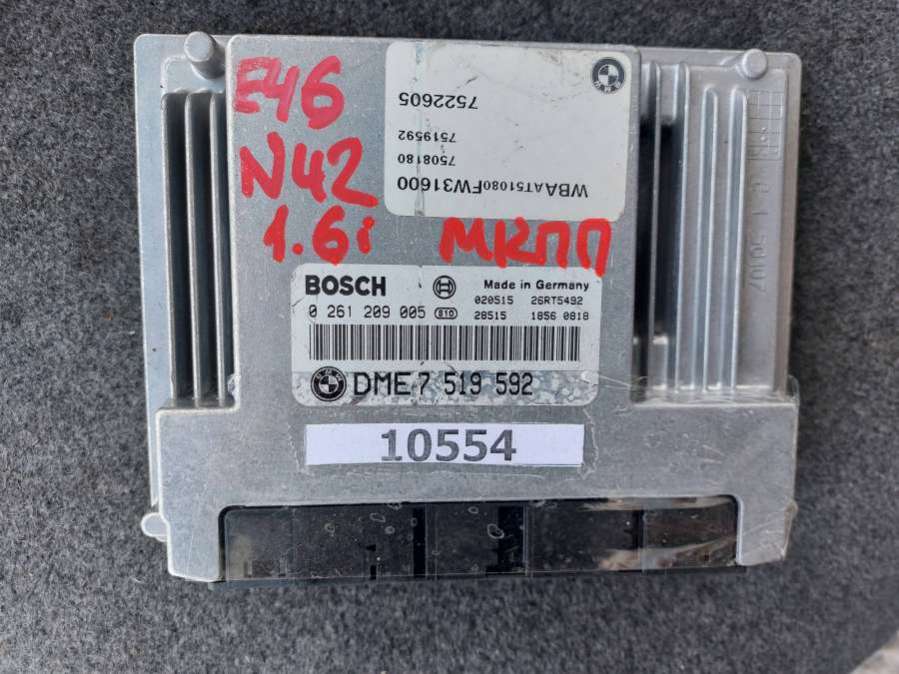 E46
N42
1.6i МКПП
WBAAT51080FW31600
7508180
7519592
7522605
BOSCH
Made in Germany
0 261 209 005
020515 26RT5492
28515 1856 0818
DME 7 519 592
10554